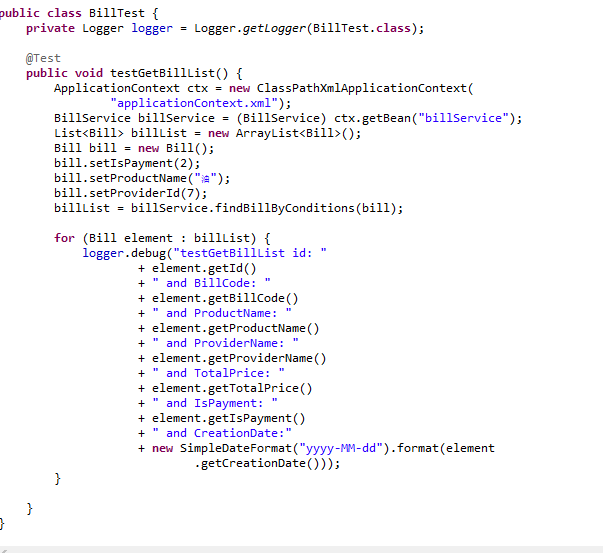 public class BillTest {
private Logger logger = Logger.getLogger(BillTest.class);
@Test
public void testGetBillList() {
ApplicationContext ctx = new ClassPathXmlApplicationContext(
"applicationContext.xml");
BillService billService = (BillService) ctx.getBean("billService");
List<Bill> billList = new ArrayList<Bill>();
Bill bill = new Bill();
bill.setIsPayment(2);
bill.setProductName("油");
bill.setProviderId(7);
billList = billService.findBillByConditions(bill);
for (Bill element : billList) {
logger.debug("testGetBillList id: "
+ element.getId()
+ " and BillCode: "
+ element.getBillCode()
+ " and ProductName: "
+ element.getProductName()
+ " and ProviderName: "
+ element.getProviderName()
+ " and TotalPrice: "
+ element.getTotalPrice()
+ " and IsPayment: "
+ element.getIsPayment()
+ " and CreationDate:"
+ new SimpleDateFormat("yyyy-MM-dd").format(element
.getCreationDate()));
}
}
}